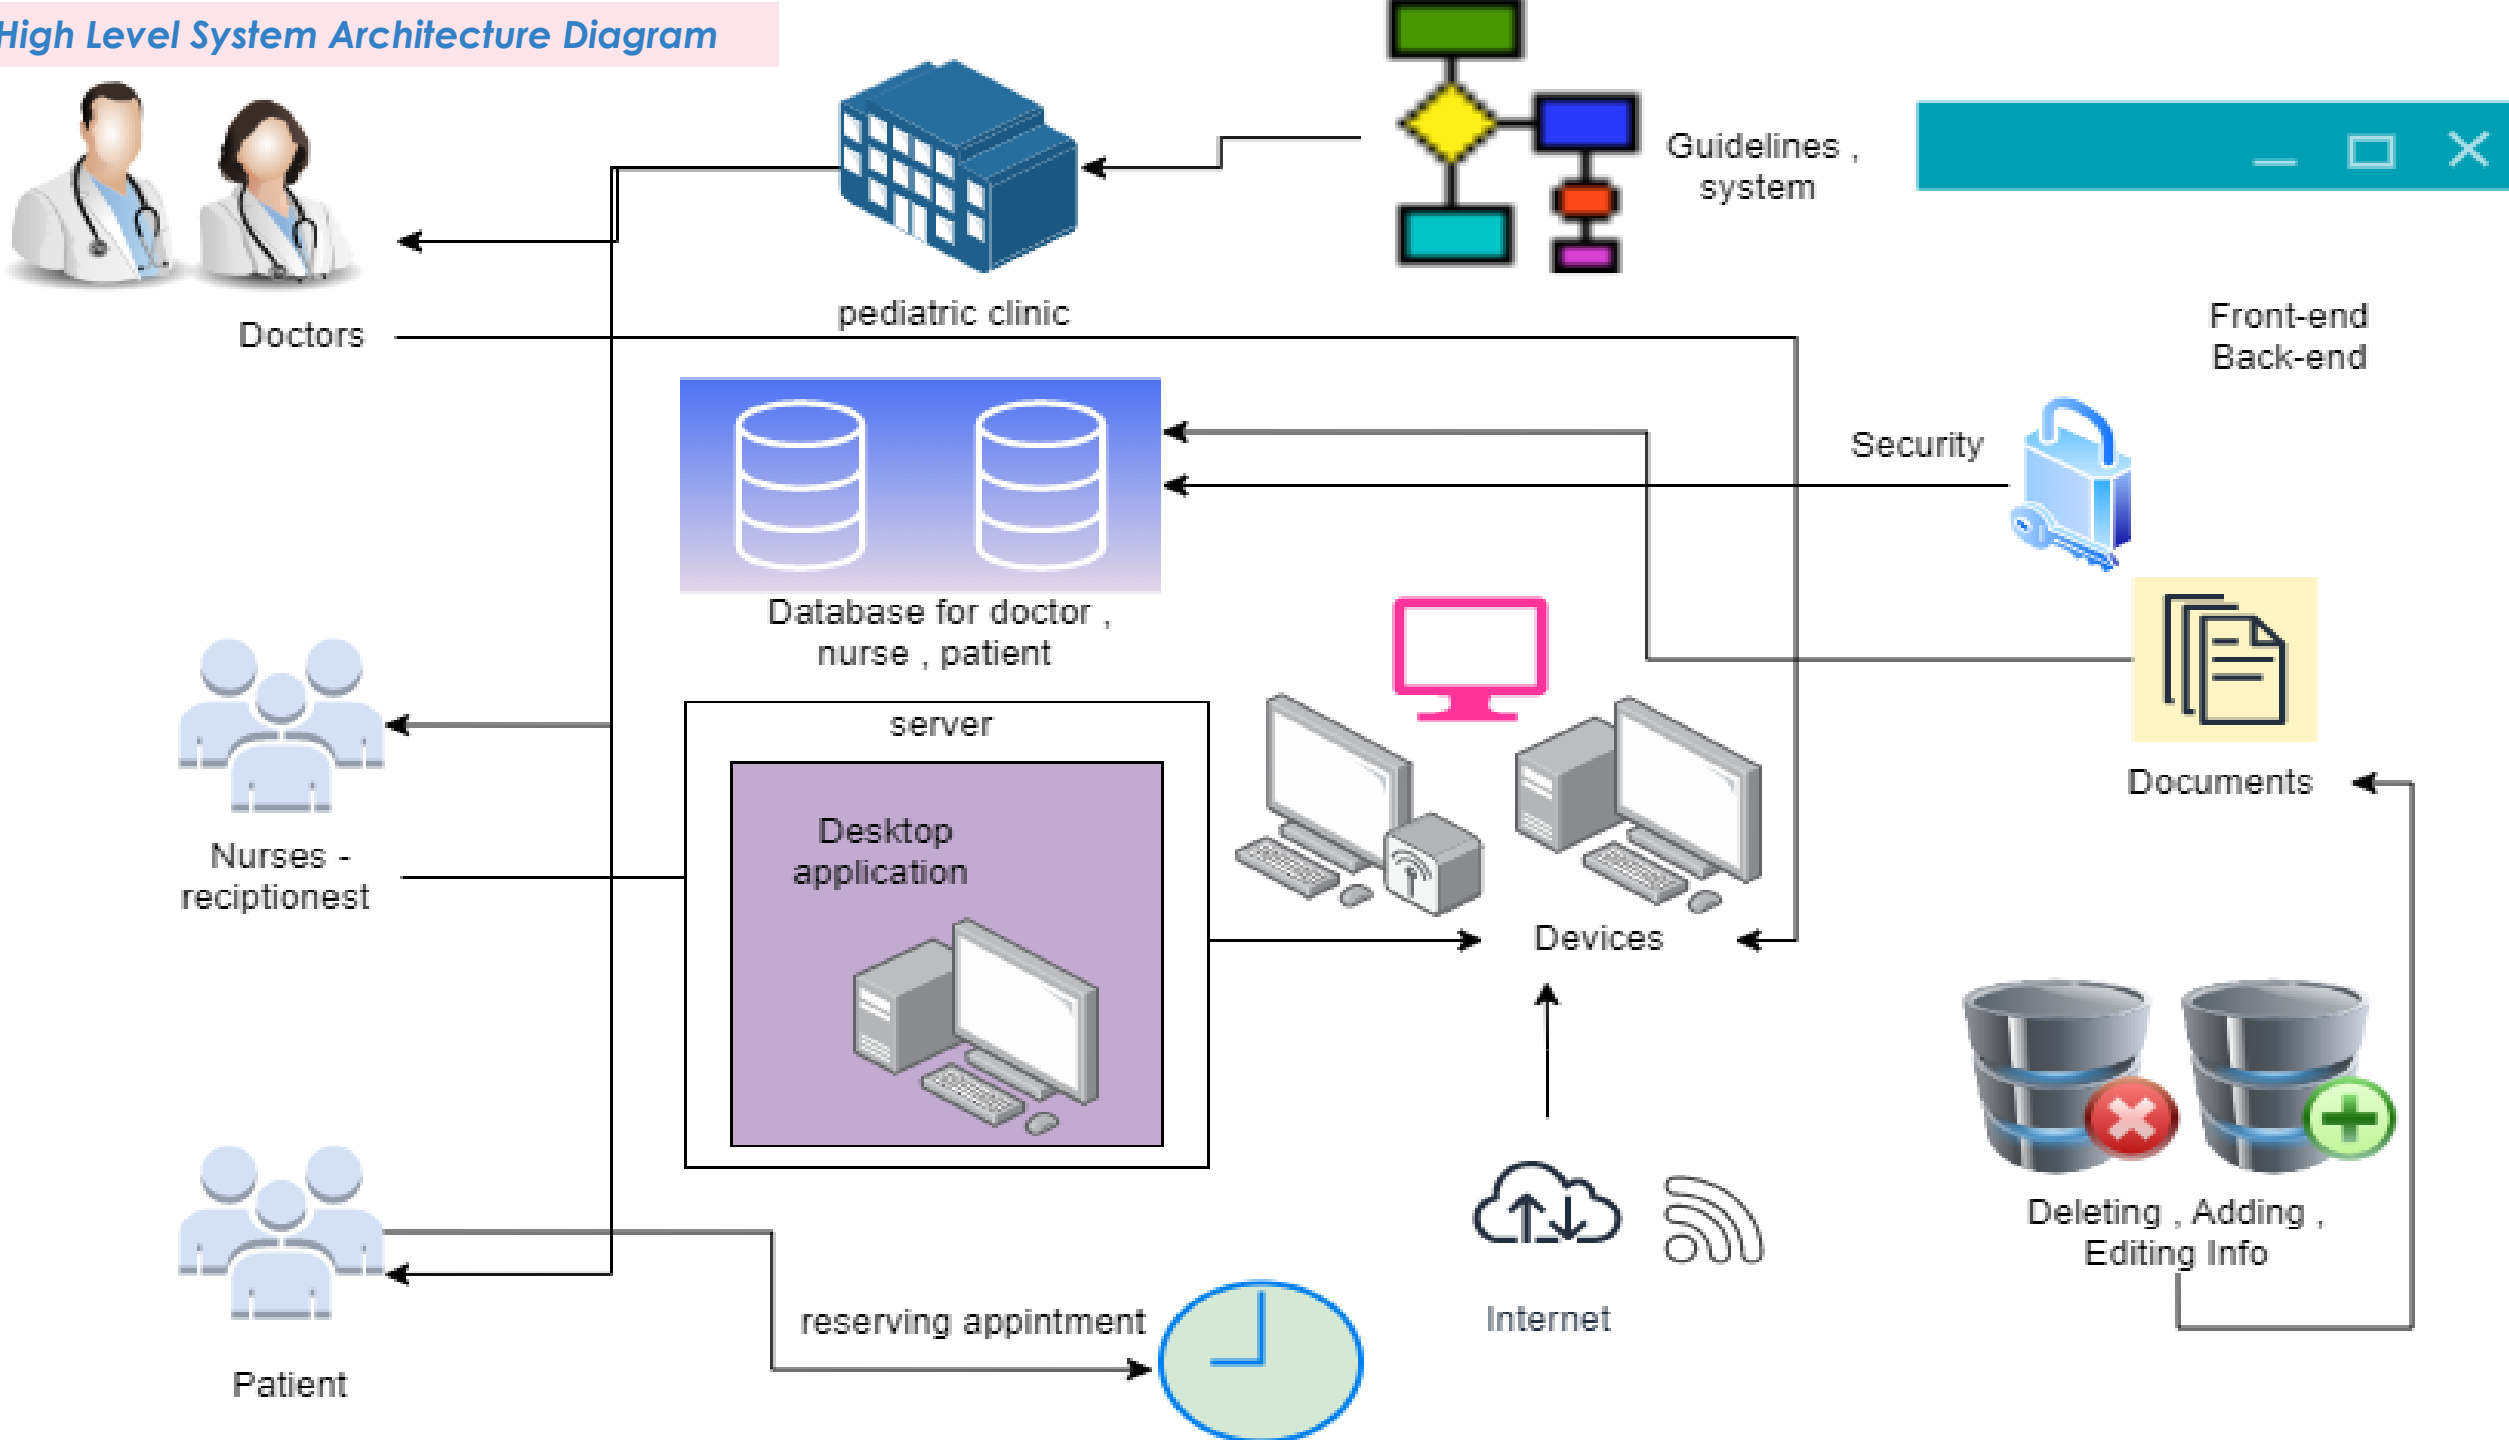 High Level System Architecture Diagram
Guidelines ,
system
pediatric clinic
Doctors
Front-end
Back-end
Security
Database for doctor ,
nurse , patient
server
Desktop
application
Documents
Nurses -
reciptionest
Devices
Deleting , Adding ,
Editing Info
reserving appintment
Internet
Patient